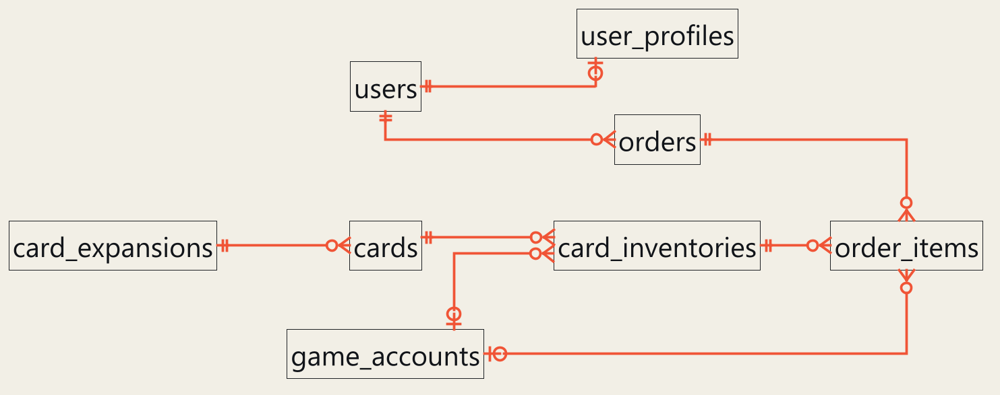 user_profiles
users
orders
card_expansions
cards
card_inventories
order_items
game_accounts